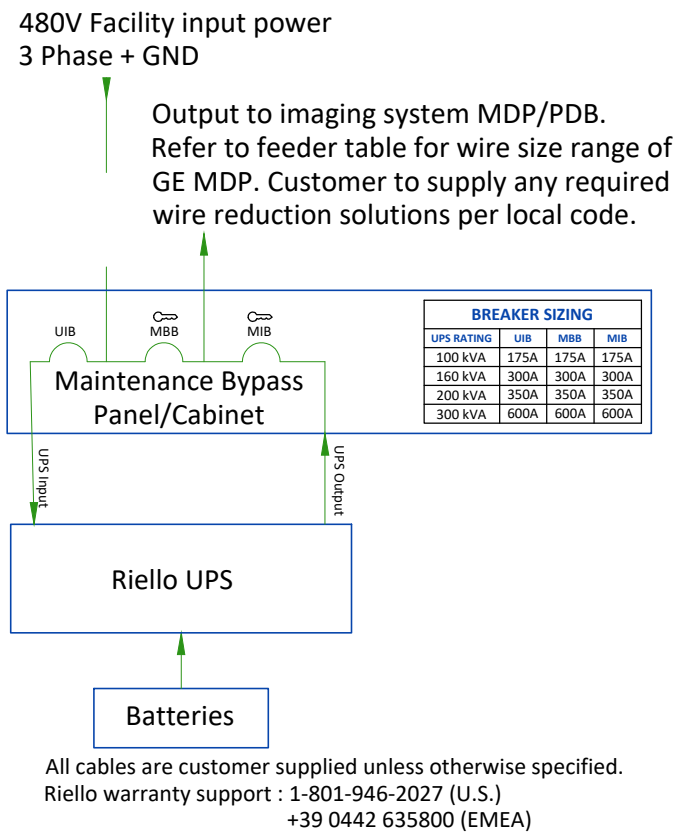 480V Facility input power
3 Phase + GND
Output to imaging system MDP/PDB.
Refer to feeder table for wire size range of
GE MDP. Customer to supply any required
wire reduction solutions per local code.
UIB
MBB
MIB
Maintenance Bypass
Panel/Cabinet
BREAKER SIZING
UPS RATING UIB MBB MIB
100 kVA 175A 175A 175A
160 kVA 300A 300A 300A
200 kVA 350A 350A 350A
300 kVA 600A 600A 600A
UPS Input
UPS Output
Riello UPS
Batteries
All cables are customer supplied unless otherwise specified.
Riello warranty support : 1-801-946-2027 (U.S.)
+39 0442 635800 (EMEA)